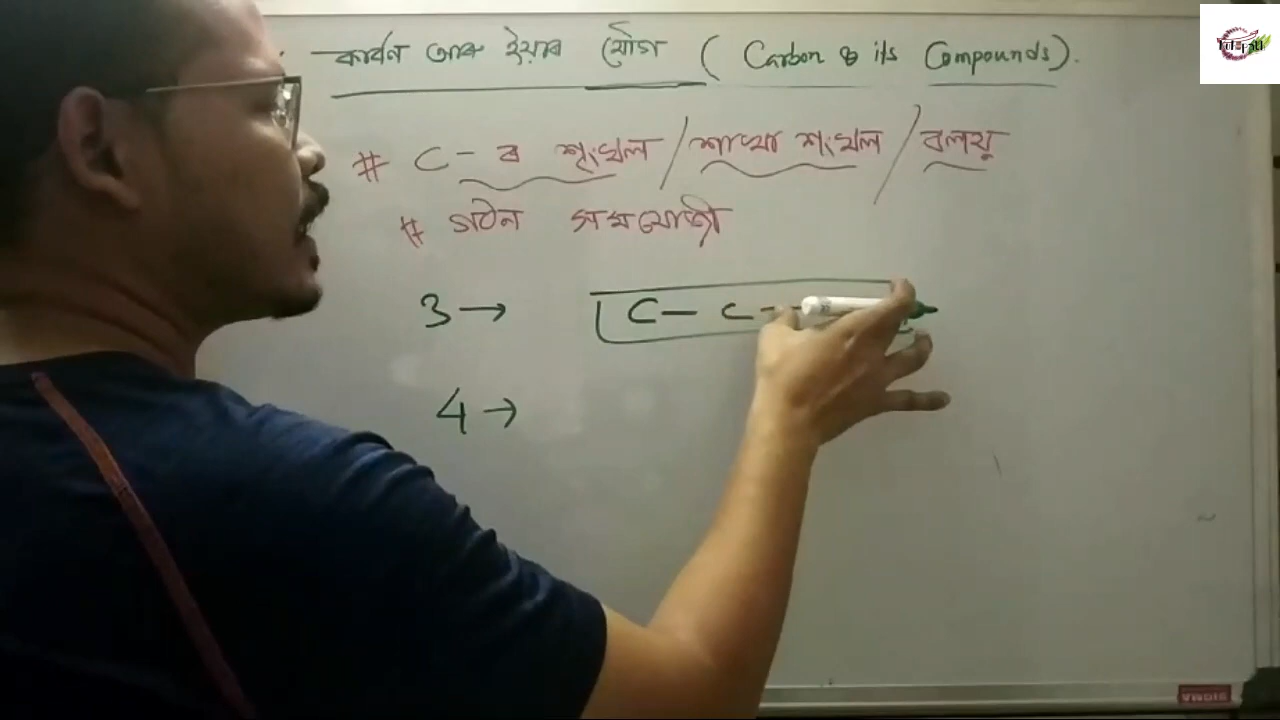 কাৰ্বন আৰু ইয়াৰ যৌগ ( Carbon & its Compounds).
# C - ৰ শৃংখল / শাখা শৃংখল / বলয়
# গঠন সমযোজী
3 → C - C -
4 →